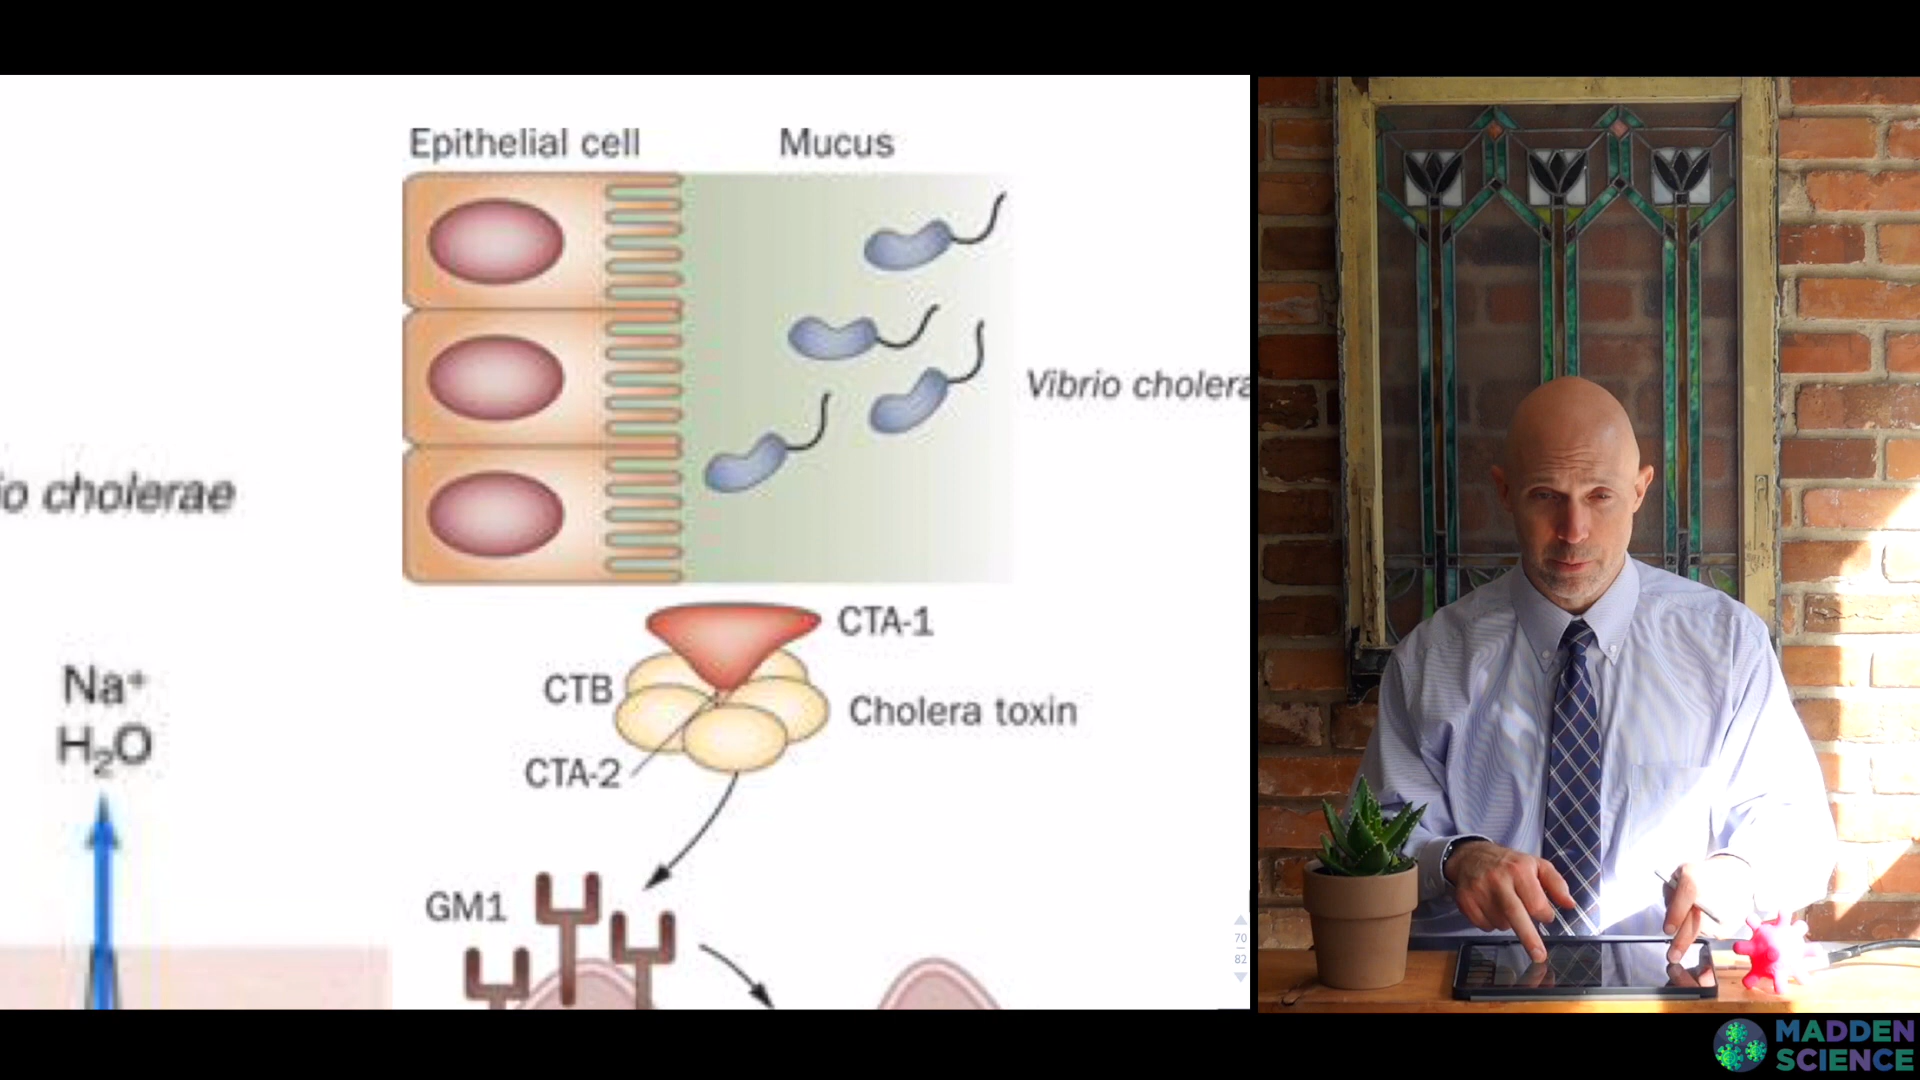 Epithelial cell
Mucus
Vibrio cholera
io cholerae
CTA-1
CTB
Cholera toxin
CTA-2
Na⁺
H₂O
GM1
70
82
MADDEN
SCIENCE